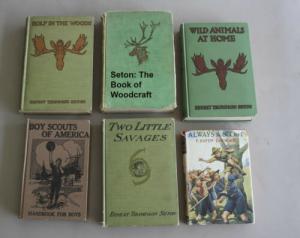 ROLF IN THE WOODS
ERNEST THOMPSON SETON
Seton: The
Book of
Woodcraft
WILD ANIMALS
AT HOME
ERNEST THOMPSON SETON
BOY SCOUTS
OF AMERICA
HANDBOOK FOR BOYS
TWO LITTLE
SAVAGES
ERNEST THOMPSON SETON
ALWAYS A SCOUT